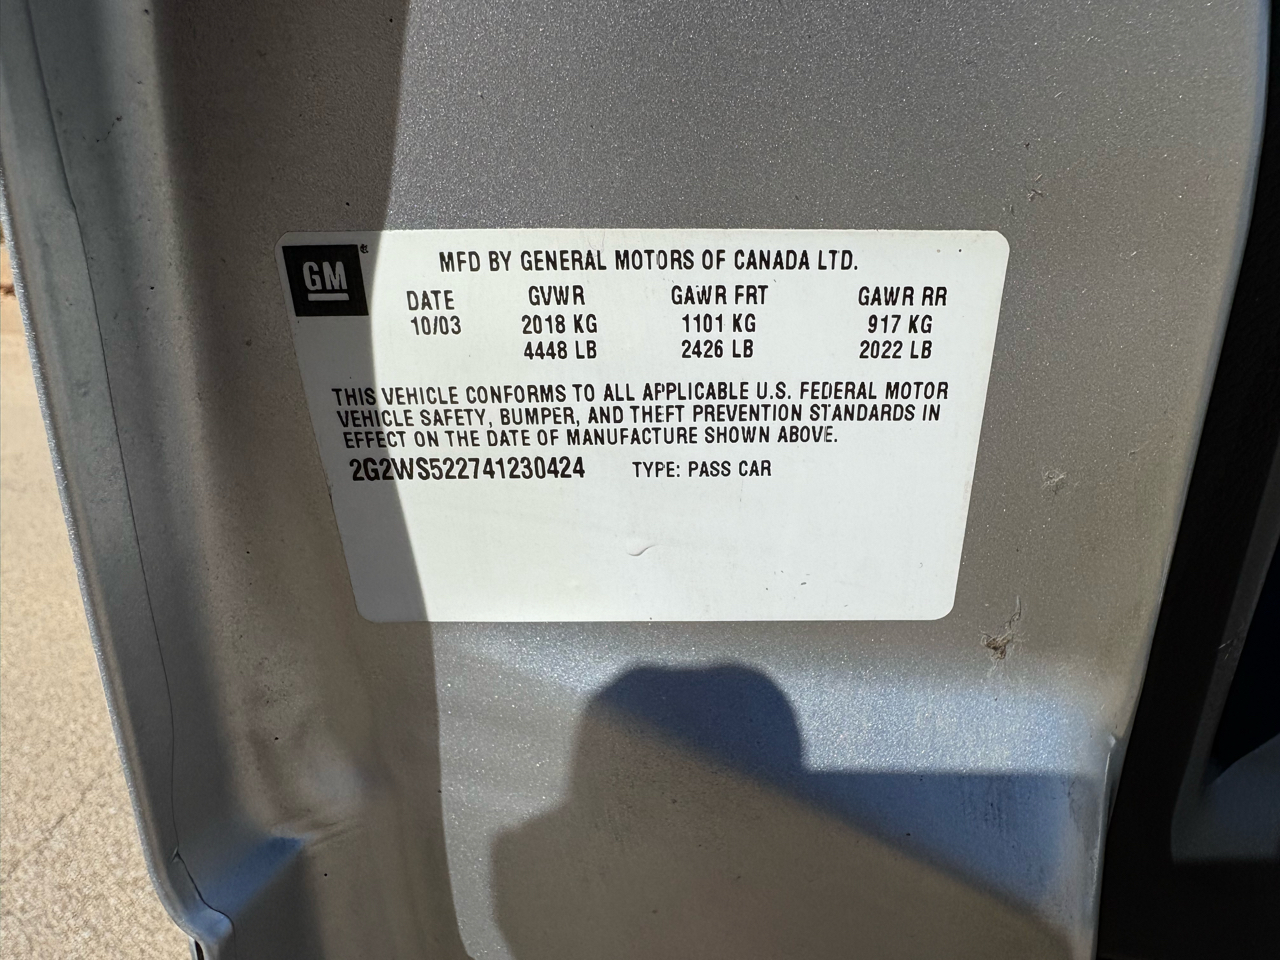 GM
MFD BY GENERAL MOTORS OF CANADA LTD.
DATE GVWR GAWR FRT GAWR RR
10/03 2018 KG 1101 KG 917 KG
4448 LB 2426 LB 2022 LB
THIS VEHICLE CONFORMS TO ALL APPLICABLE U.S. FEDERAL MOTOR
VEHICLE SAFETY, BUMPER, AND THEFT PREVENTION STANDARDS IN
EFFECT ON THE DATE OF MANUFACTURE SHOWN ABOVE.
2G2WS522741230424 TYPE: PASS CAR